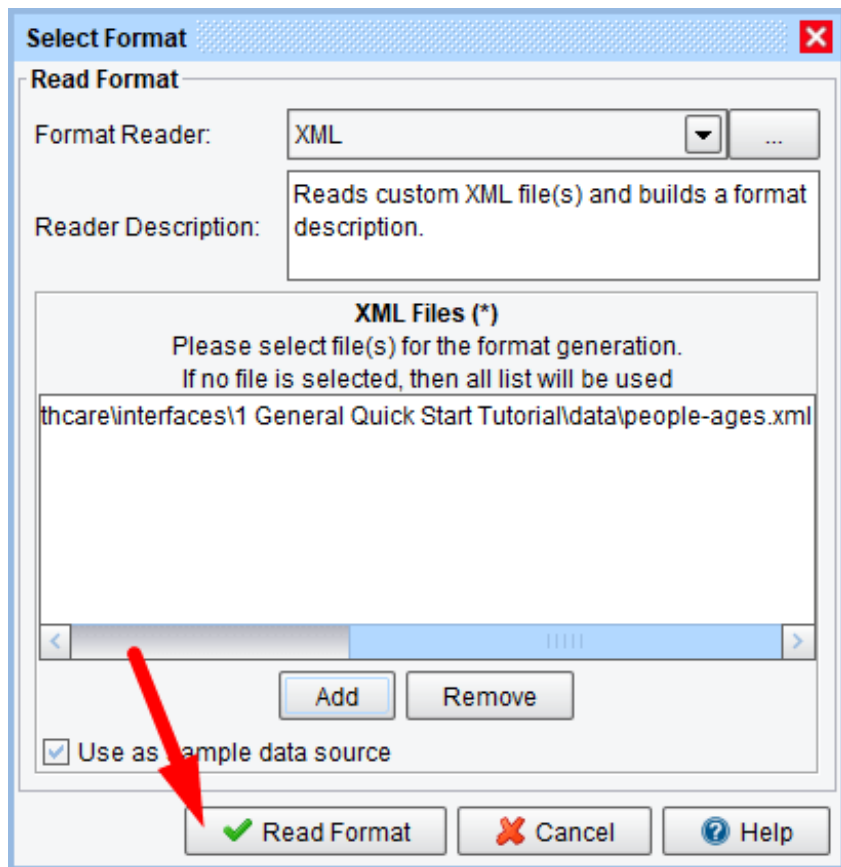 Select Format
Read Format
Format Reader:
XML
...
Reader Description:
Reads custom XML file(s) and builds a format
description.
XML Files (*)
Please select file(s) for the format generation.
If no file is selected, then all list will be used
thcare\interfaces\1 General Quick Start Tutorial\data\people-ages.xml
Add
Remove
Use as sample data source
Read Format
Cancel
Help